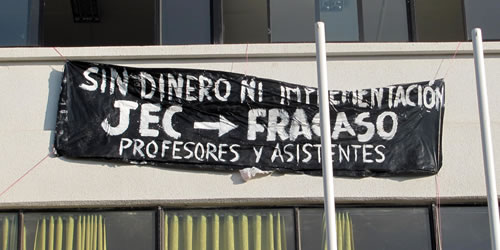 SIN DINERO NI IMPLEMENTACIÓN
JEC → FRACASO
PROFESORES Y ASISTENTES